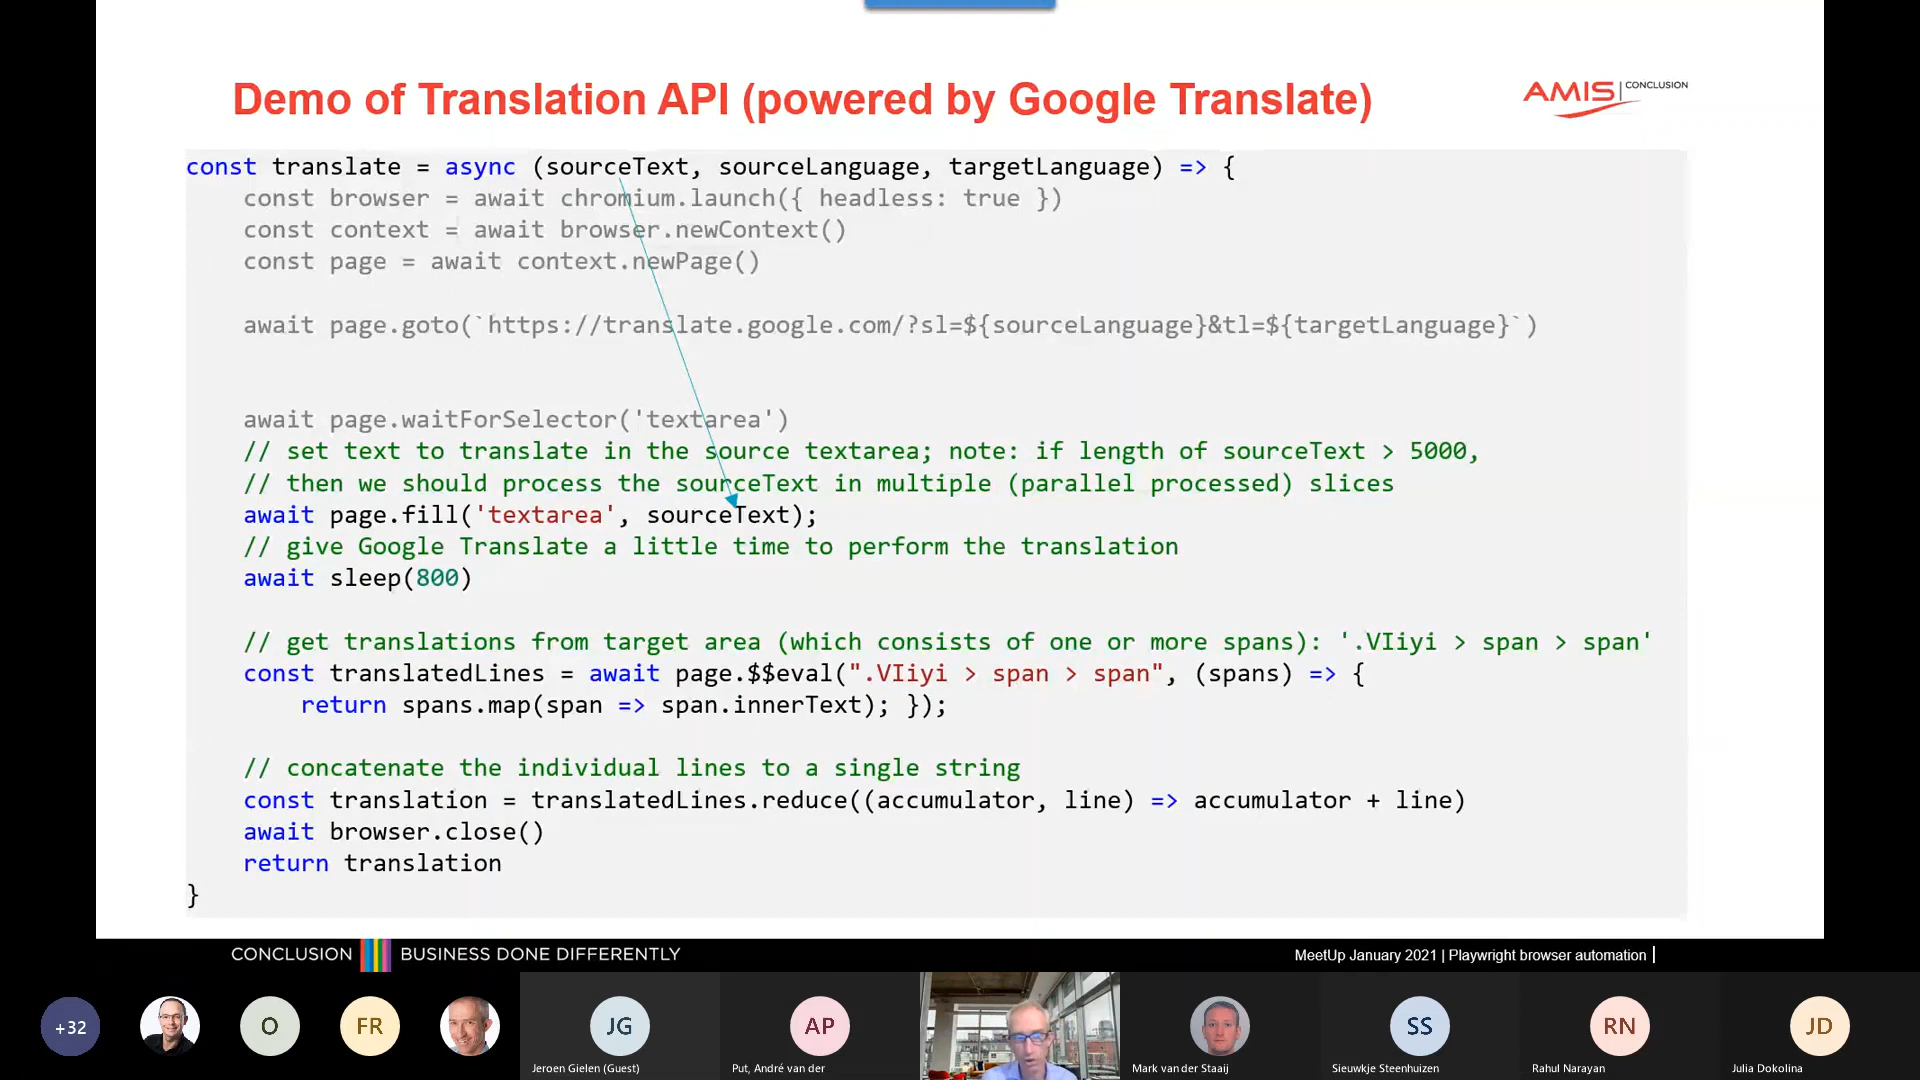 Demo of Translation API (powered by Google Translate)
AMIS | CONCLUSION
const translate = async (sourceText, sourceLanguage, targetLanguage) => {
const browser = await chromium.launch({ headless: true })
const context = await browser.newContext()
const page = await context.newPage()
await page.goto(`https://translate.google.com/?sl=${sourceLanguage}&tl=${targetLanguage}`)
await page.waitForSelector('textarea')
// set text to translate in the source textarea; note: if length of sourceText > 5000,
// then we should process the sourceText in multiple (parallel processed) slices
await page.fill('textarea', sourceText);
// give Google Translate a little time to perform the translation
await sleep(800)
// get translations from target area (which consists of one or more spans): '.VIiyi > span > span'
const translatedLines = await page.$$eval(".VIiyi > span > span", (spans) => {
return spans.map(span => span.innerText); });
// concatenate the individual lines to a single string
const translation = translatedLines.reduce((accumulator, line) => accumulator + line)
await browser.close()
return translation
}
CONCLUSION BUSINESS DONE DIFFERENTLY
MeetUp January 2021 | Playwright browser automation |
+32
O
FR
JG
AP
SS
RN
JD
Jeroen Gielen (Guest)
Put, André van der
Mark van der Staaij
Sieuwkje Steenhuizen
Rahul Narayan
Julia Dokolina